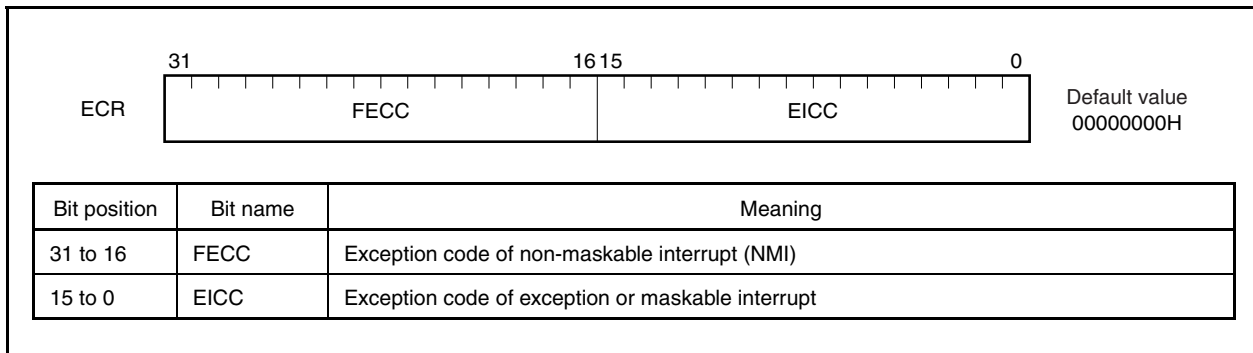 31 16 15 0
ECR FECC EICC Default value
00000000H
Bit position Bit name Meaning
31 to 16 FECC Exception code of non-maskable interrupt (NMI)
15 to 0 EICC Exception code of exception or maskable interrupt